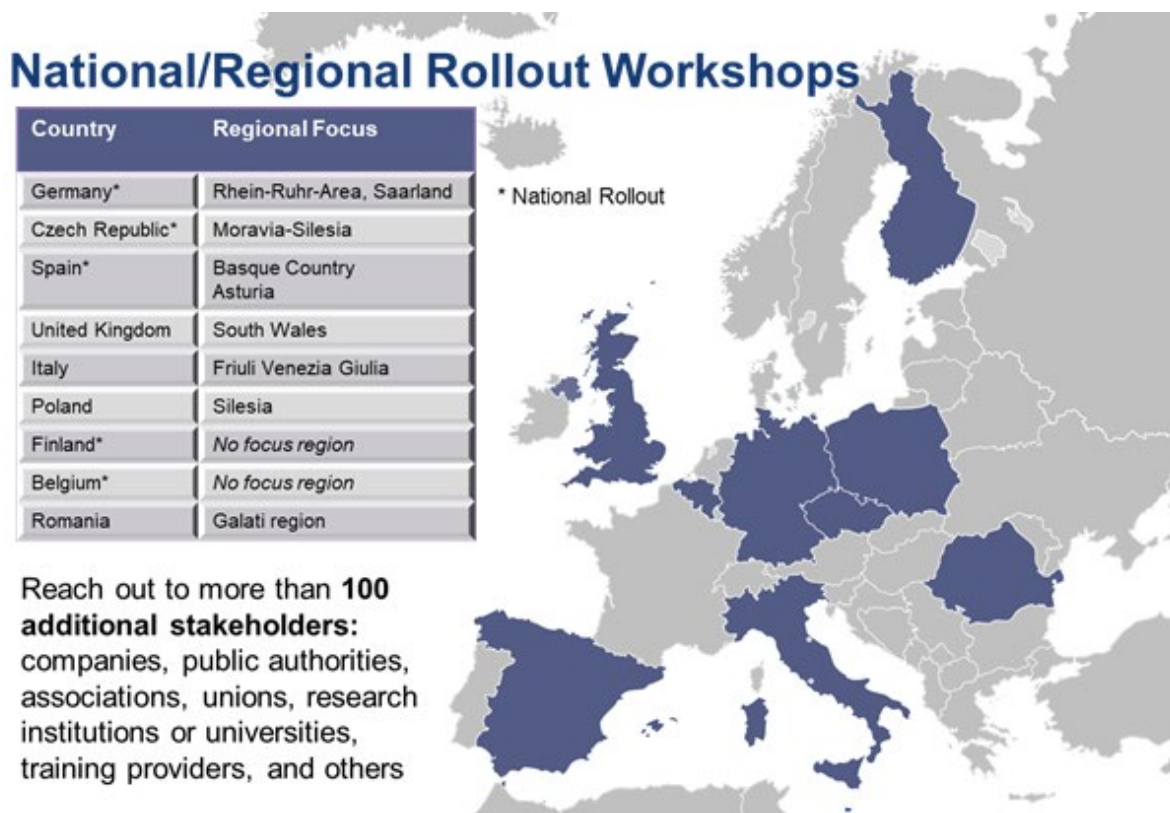 National/Regional Rollout Workshops
Country Regional Focus
Germany* Rhein-Ruhr-Area, Saarland
Czech Republic* Moravia-Silesia
Spain* Basque Country
Asturia
United Kingdom South Wales
Italy Friuli Venezia Giulia
Poland Silesia
Finland* No focus region
Belgium* No focus region
Romania Galati region
* National Rollout
Reach out to more than 100
additional stakeholders:
companies, public authorities,
associations, unions, research
institutions or universities,
training providers, and others